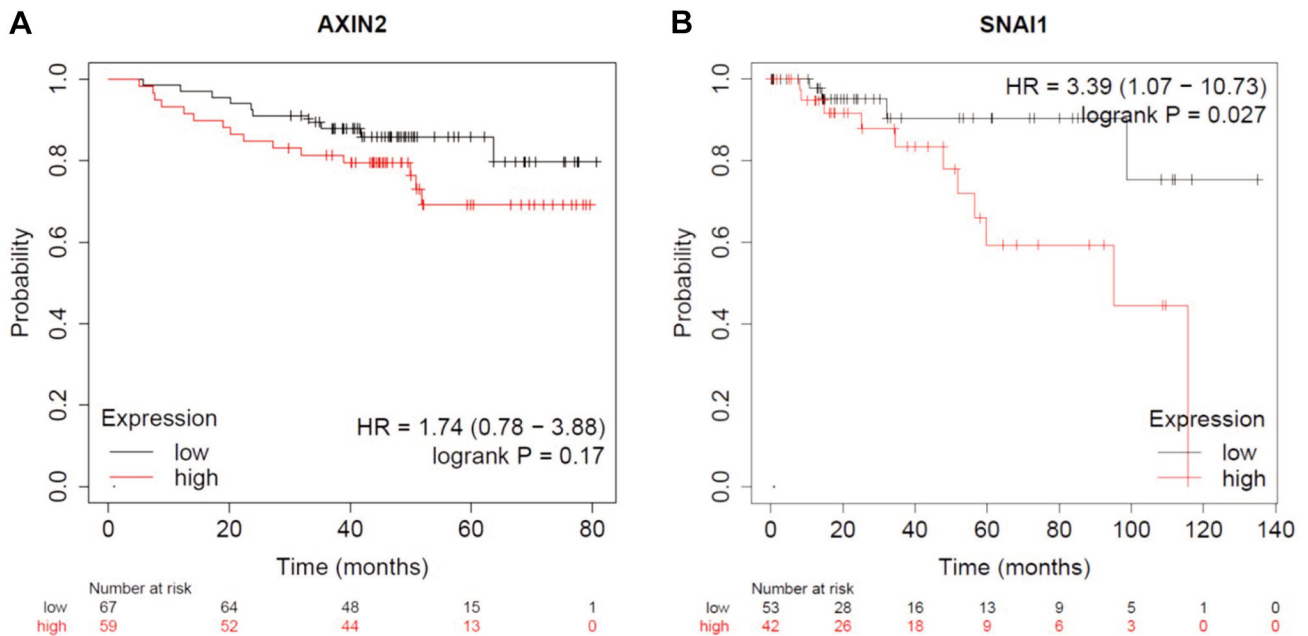 A
AXIN2
Probability
1.0
0.8
0.6
0.4
0.2
0.0
Expression
low
high
HR = 1.74 (0.78 − 3.88)
logrank P = 0.17
0 20 40 60 80
Time (months)
Number at risk
low 67 64 48 15 1
high 59 52 44 13 0
B
SNAI1
Probability
1.0
0.8
0.6
0.4
0.2
0.0
HR = 3.39 (1.07 − 10.73)
logrank P = 0.027
Expression
low
high
0 20 40 60 80 100 120 140
Time (months)
Number at risk
low 53 28 16 13 9 5 1 0
high 42 26 18 9 6 3 0 0